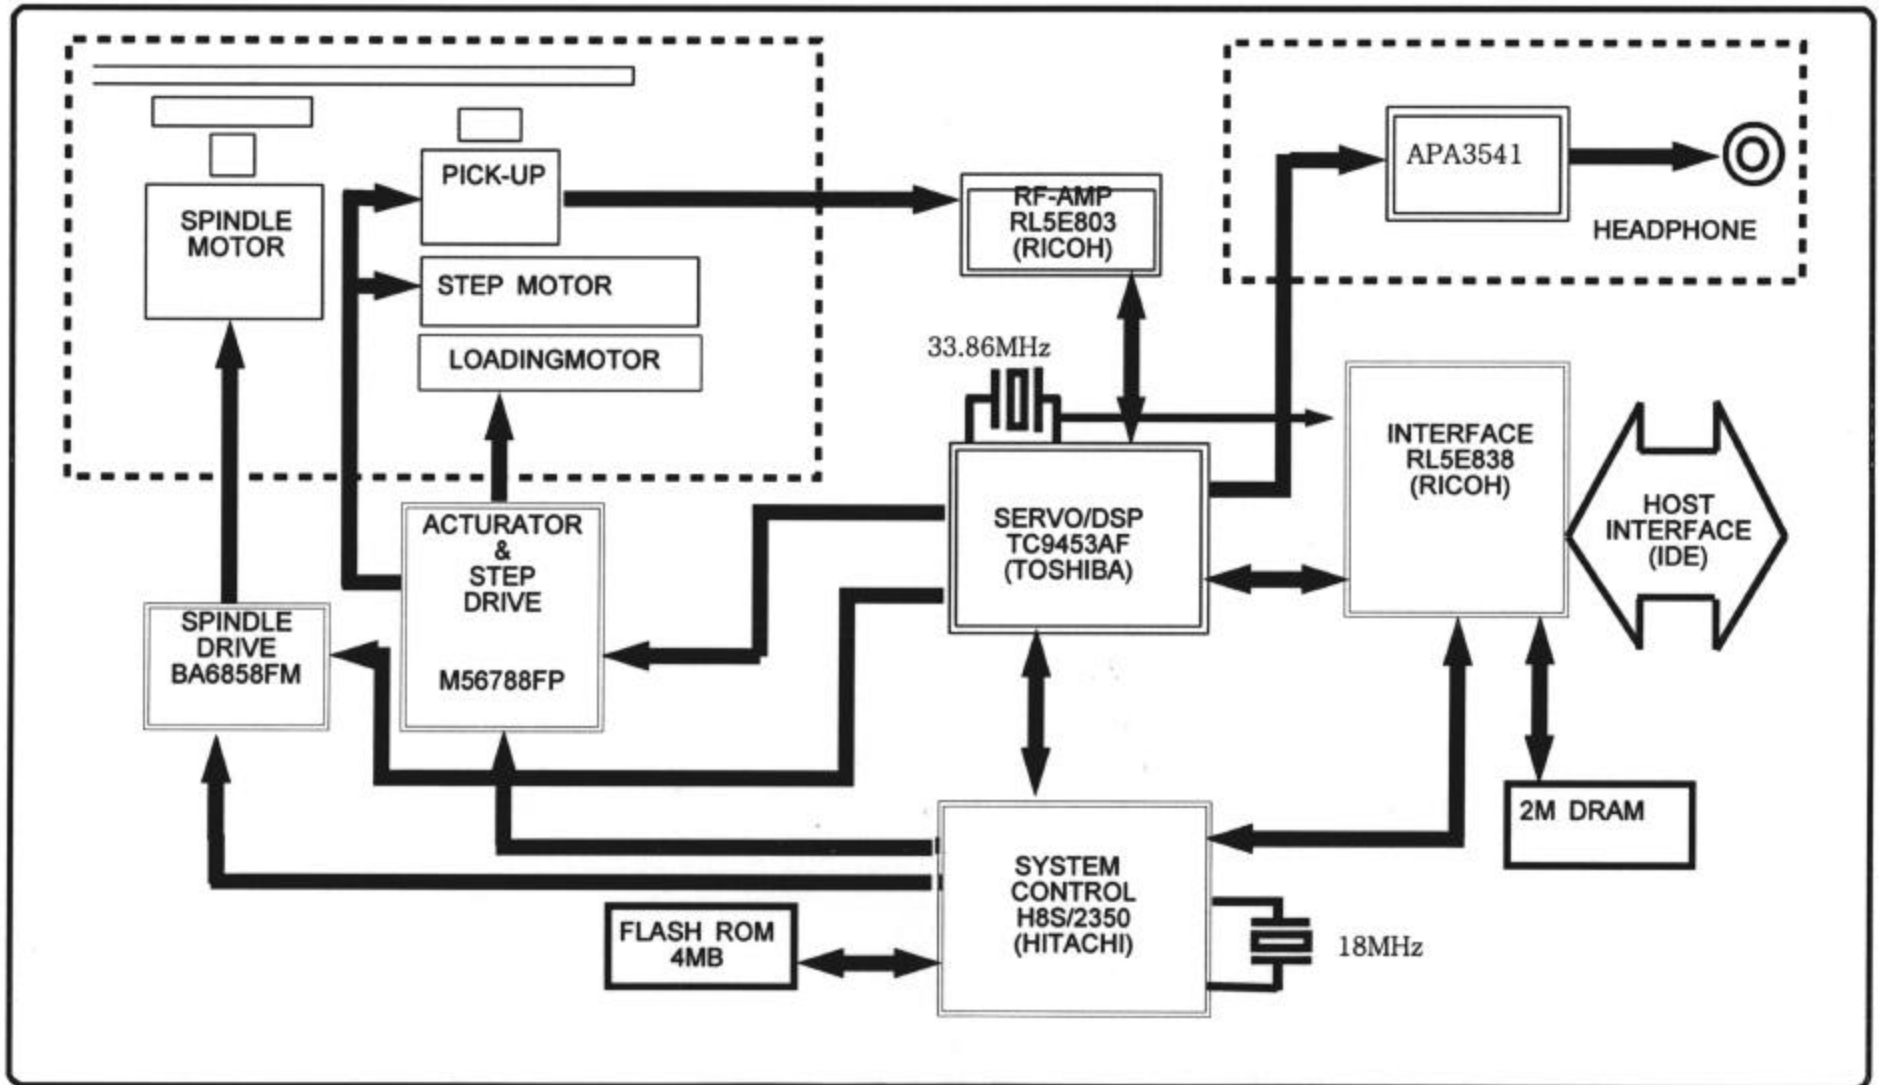 PICK-UP
SPINDLE
MOTOR
STEP MOTOR
LOADINGMOTOR
RF-AMP
RL5E803
(RICOH)
APA3541
HEADPHONE
33.86MHz
INTERFACE
RL5E838
(RICOH)
HOST
INTERFACE
(IDE)
SERVO/DSP
TC9453AF
(TOSHIBA)
ACTURATOR
&
STEP
DRIVE
M56788FP
SPINDLE
DRIVE
BA6858FM
2M DRAM
SYSTEM
CONTROL
H8S/2350
(HITACHI)
FLASH ROM
4MB
18MHz